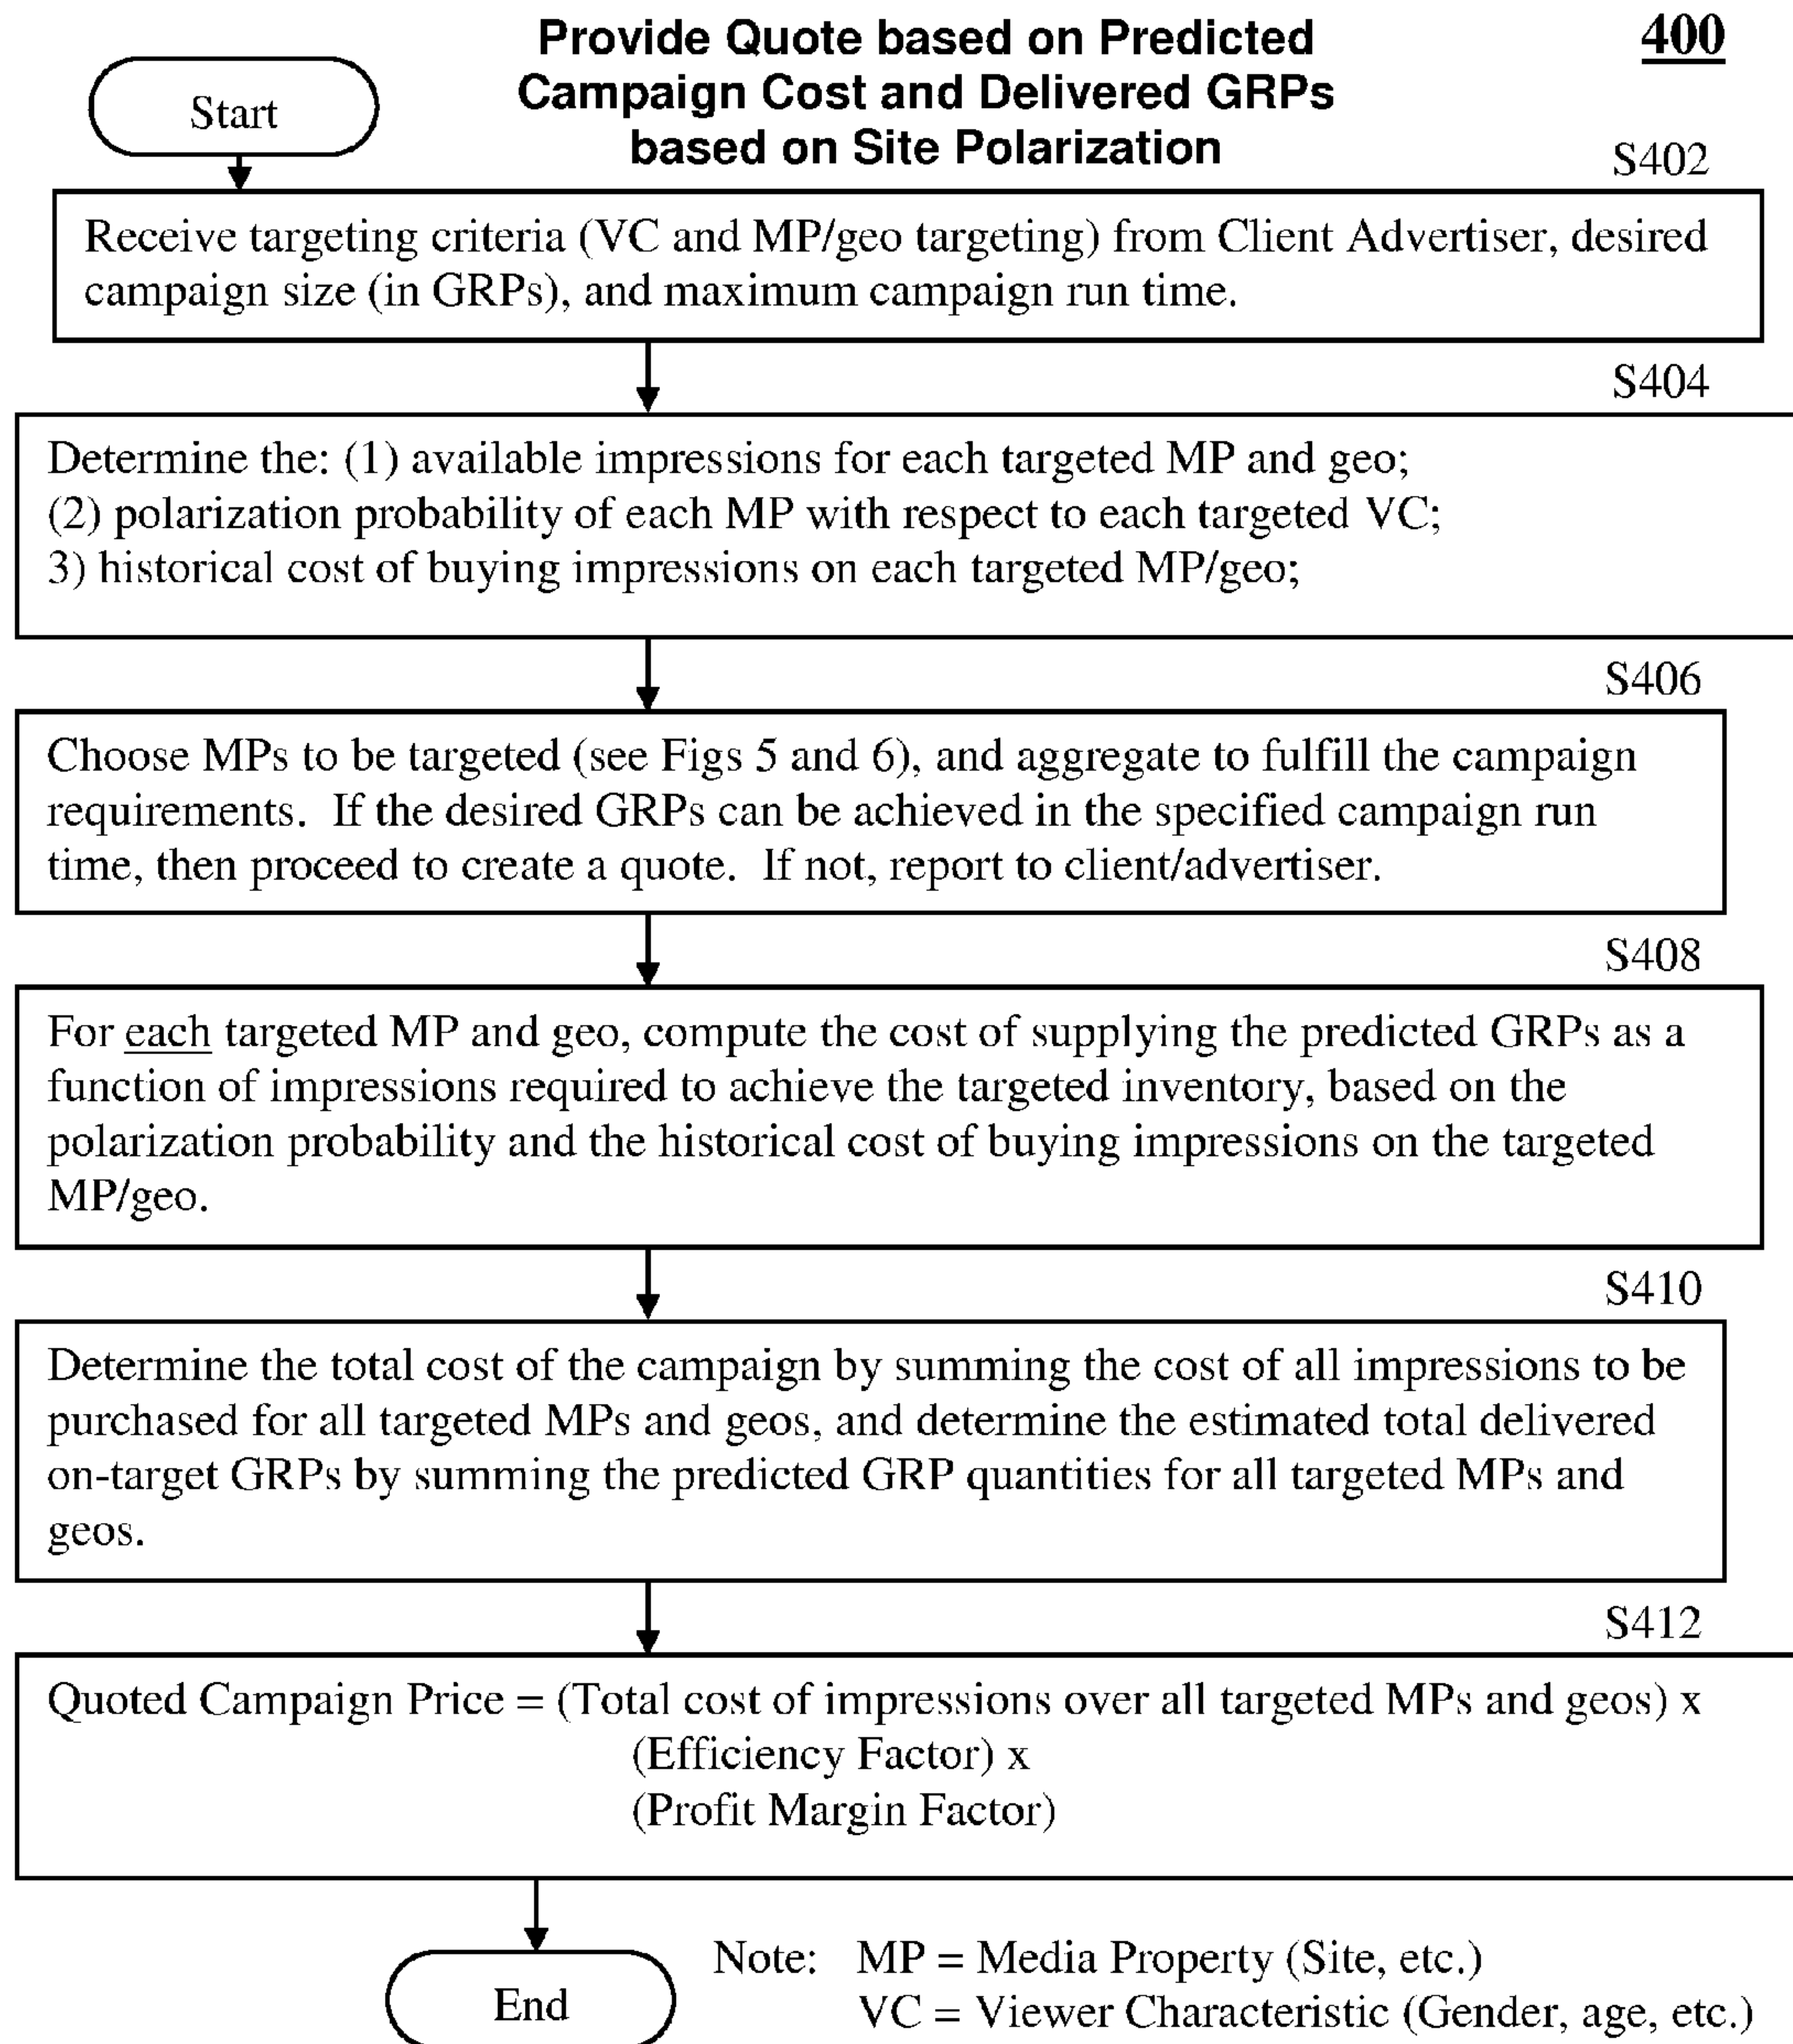 Provide Quote based on Predicted
Campaign Cost and Delivered GRPs
based on Site Polarization
400
Start
S402
Receive targeting criteria (VC and MP/geo targeting) from Client Advertiser, desired
campaign size (in GRPs), and maximum campaign run time.
S404
Determine the: (1) available impressions for each targeted MP and geo;
(2) polarization probability of each MP with respect to each targeted VC;
3) historical cost of buying impressions on each targeted MP/geo;
S406
Choose MPs to be targeted (see Figs 5 and 6), and aggregate to fulfill the campaign
requirements.  If the desired GRPs can be achieved in the specified campaign run
time, then proceed to create a quote.  If not, report to client/advertiser.
S408
For each targeted MP and geo, compute the cost of supplying the predicted GRPs as a
function of impressions required to achieve the targeted inventory, based on the
polarization probability and the historical cost of buying impressions on the targeted
MP/geo.
S410
Determine the total cost of the campaign by summing the cost of all impressions to be
purchased for all targeted MPs and geos, and determine the estimated total delivered
on-target GRPs by summing the predicted GRP quantities for all targeted MPs and
geos.
S412
Quoted Campaign Price = (Total cost of impressions over all targeted MPs and geos) x
(Efficiency Factor) x
(Profit Margin Factor)
End
Note: MP = Media Property (Site, etc.)
VC = Viewer Characteristic (Gender, age, etc.)